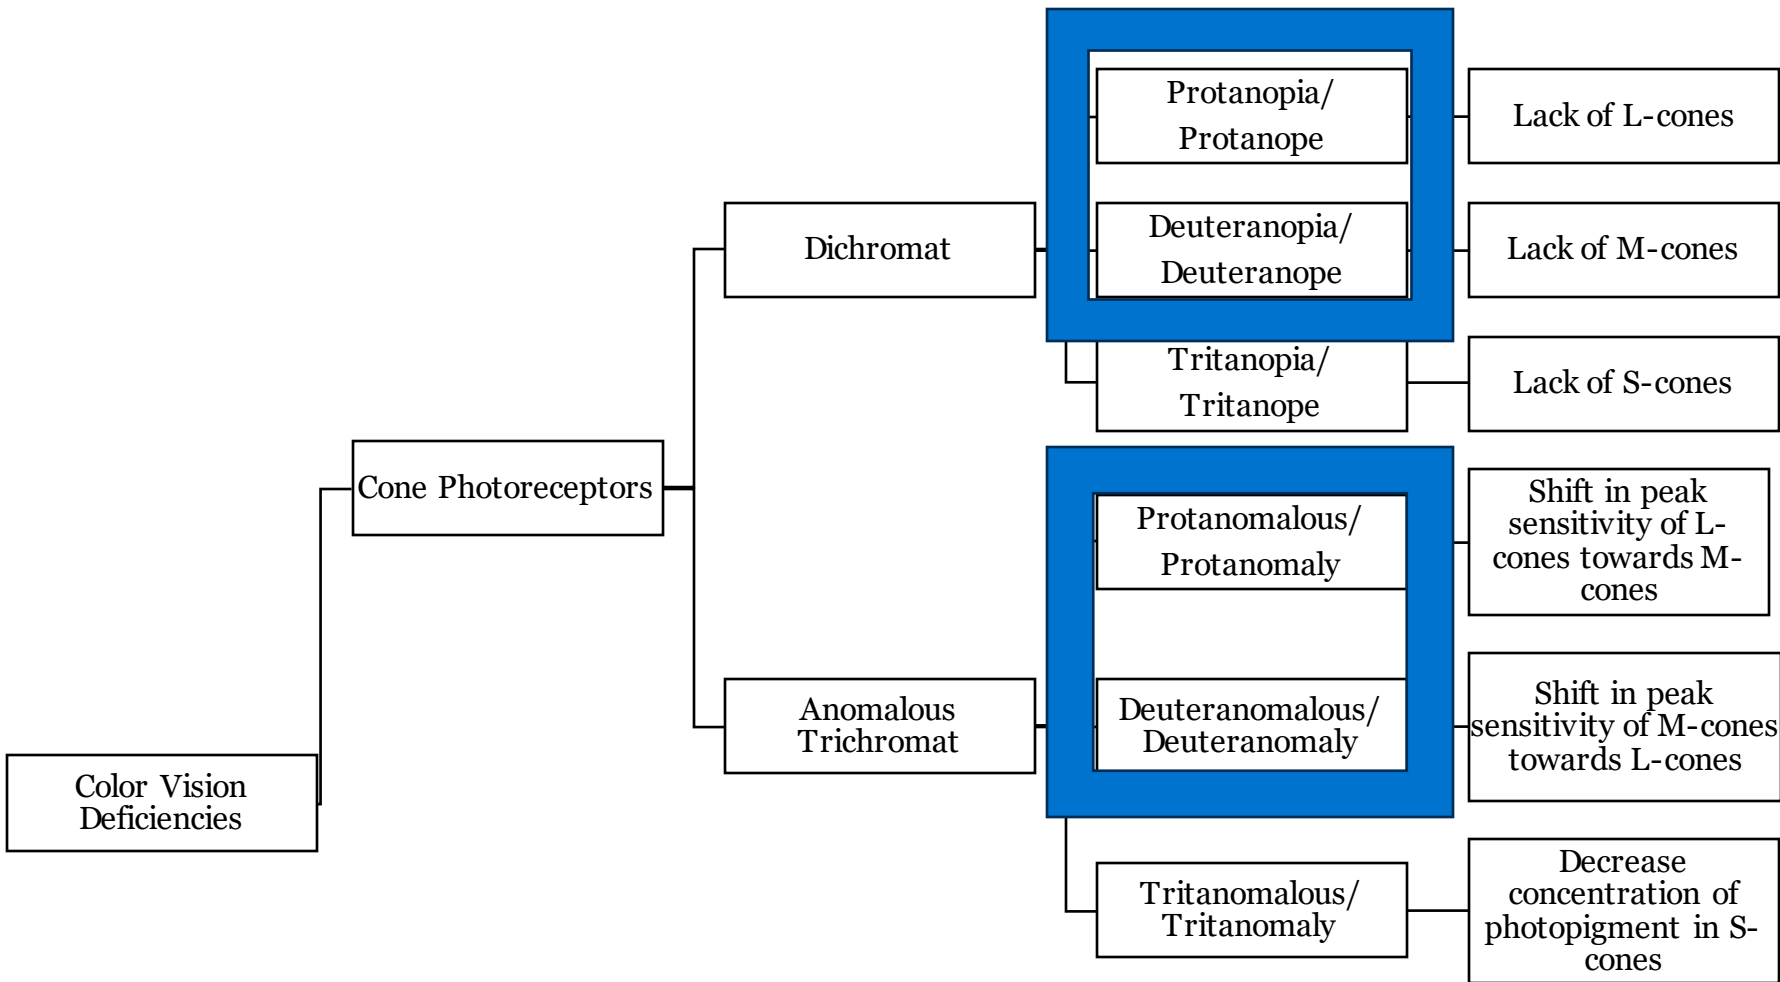 Protanopia/
Protanope
Lack of L-cones
Dichromat
Deuteranopia/
Deuteranope
Lack of M-cones
Tritanopia/
Tritanope
Lack of S-cones
Cone Photoreceptors
Protanomalous/
Protanomaly
Shift in peak
sensitivity of L-
cones towards M-
cones
Anomalous
Trichromat
Deuteranomalous/
Deuteranomaly
Shift in peak
sensitivity of M-cones
towards L-cones
Color Vision
Deficiencies
Tritanomalous/
Tritanomaly
Decrease
concentration of
photopigment in S-
cones